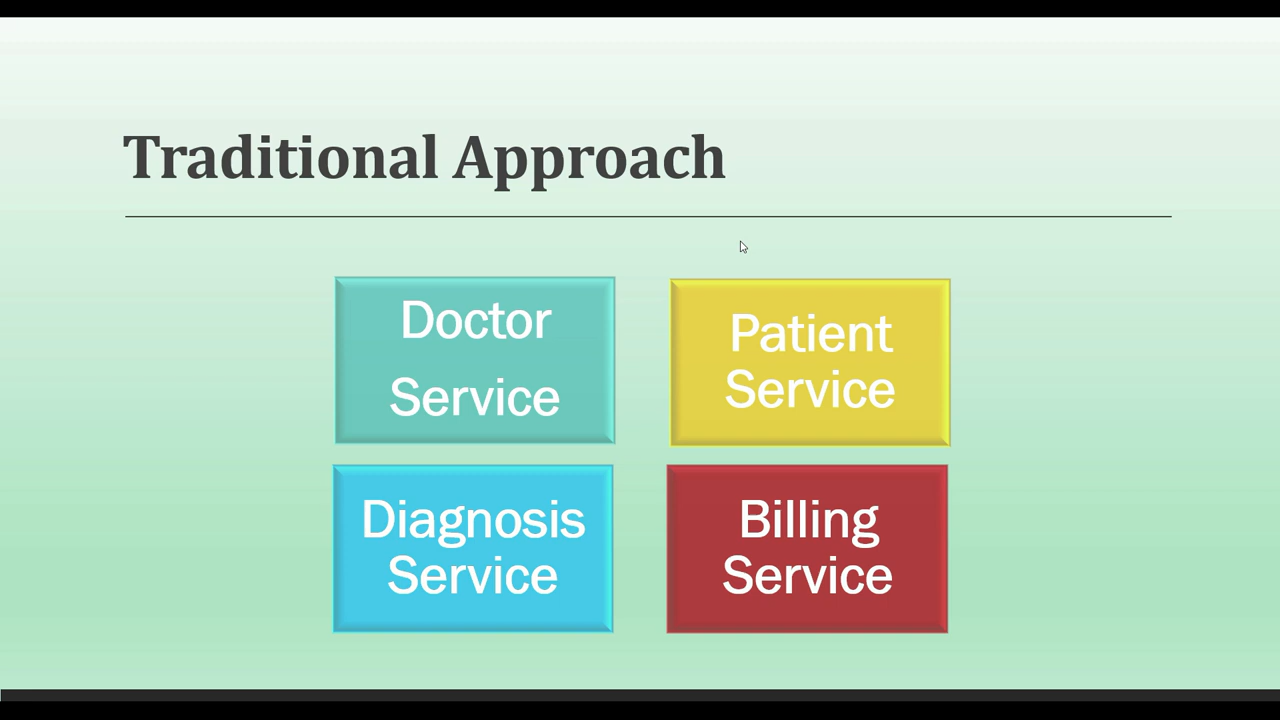 Traditional Approach
Doctor
Service
Patient
Service
Diagnosis
Service
Billing
Service